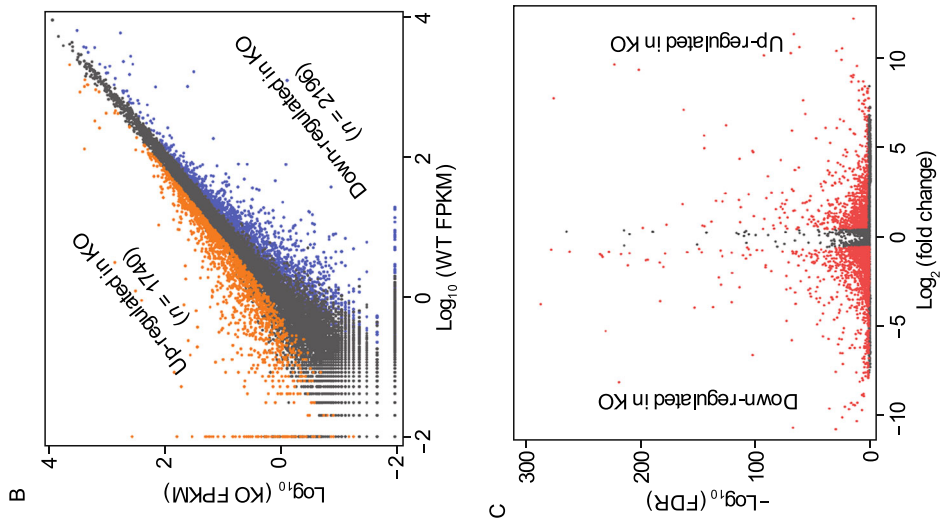 B
Up-regulated in KO
(n = 1740)
Down-regulated in KO
(n = 2196)
4
2
0
−2
Log10 (KO FPKM)
−2
0
2
4
Log10 (WT FPKM)
C
Down-regulated in KO
Up-regulated in KO
300
200
100
0
−Log10 (FDR)
−10
−5
0
5
10
Log2 (fold change)